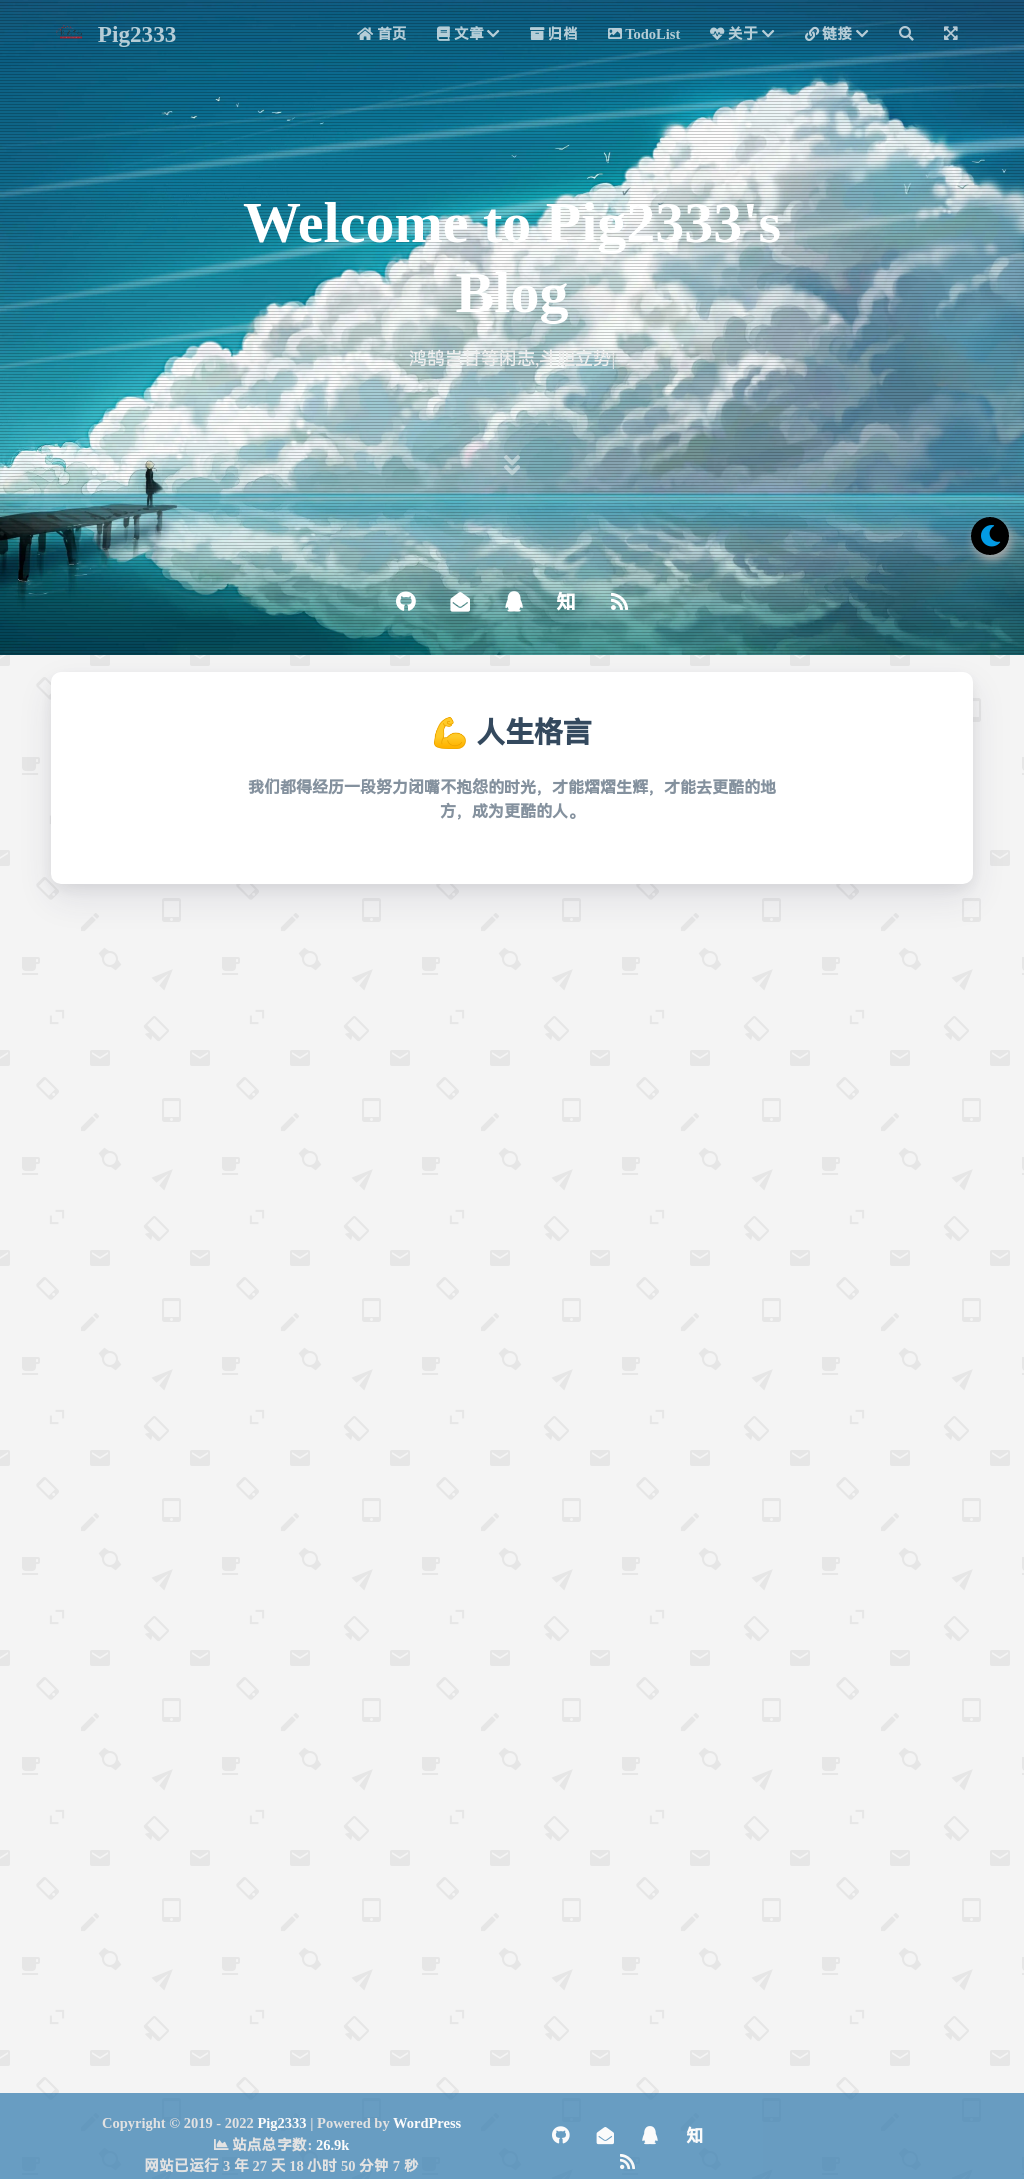 Pig2333
首页
文章
归档
TodoList
关于
链接
Welcome to Pig2333's
Blog
鸿鹄岂甘等闲志,
知
💪 人生格言
我们都得经历一段努力闭嘴不抱怨的时光，才能熠熠生辉，才能去更酷的地
方，成为更酷的人。
Copyright © 2019 - 2022 Pig2333 | Powered by WordPress
站点总字数: 26.9k
网站已运行 3 年 27 天 18 小时 50 分钟 7 秒
知